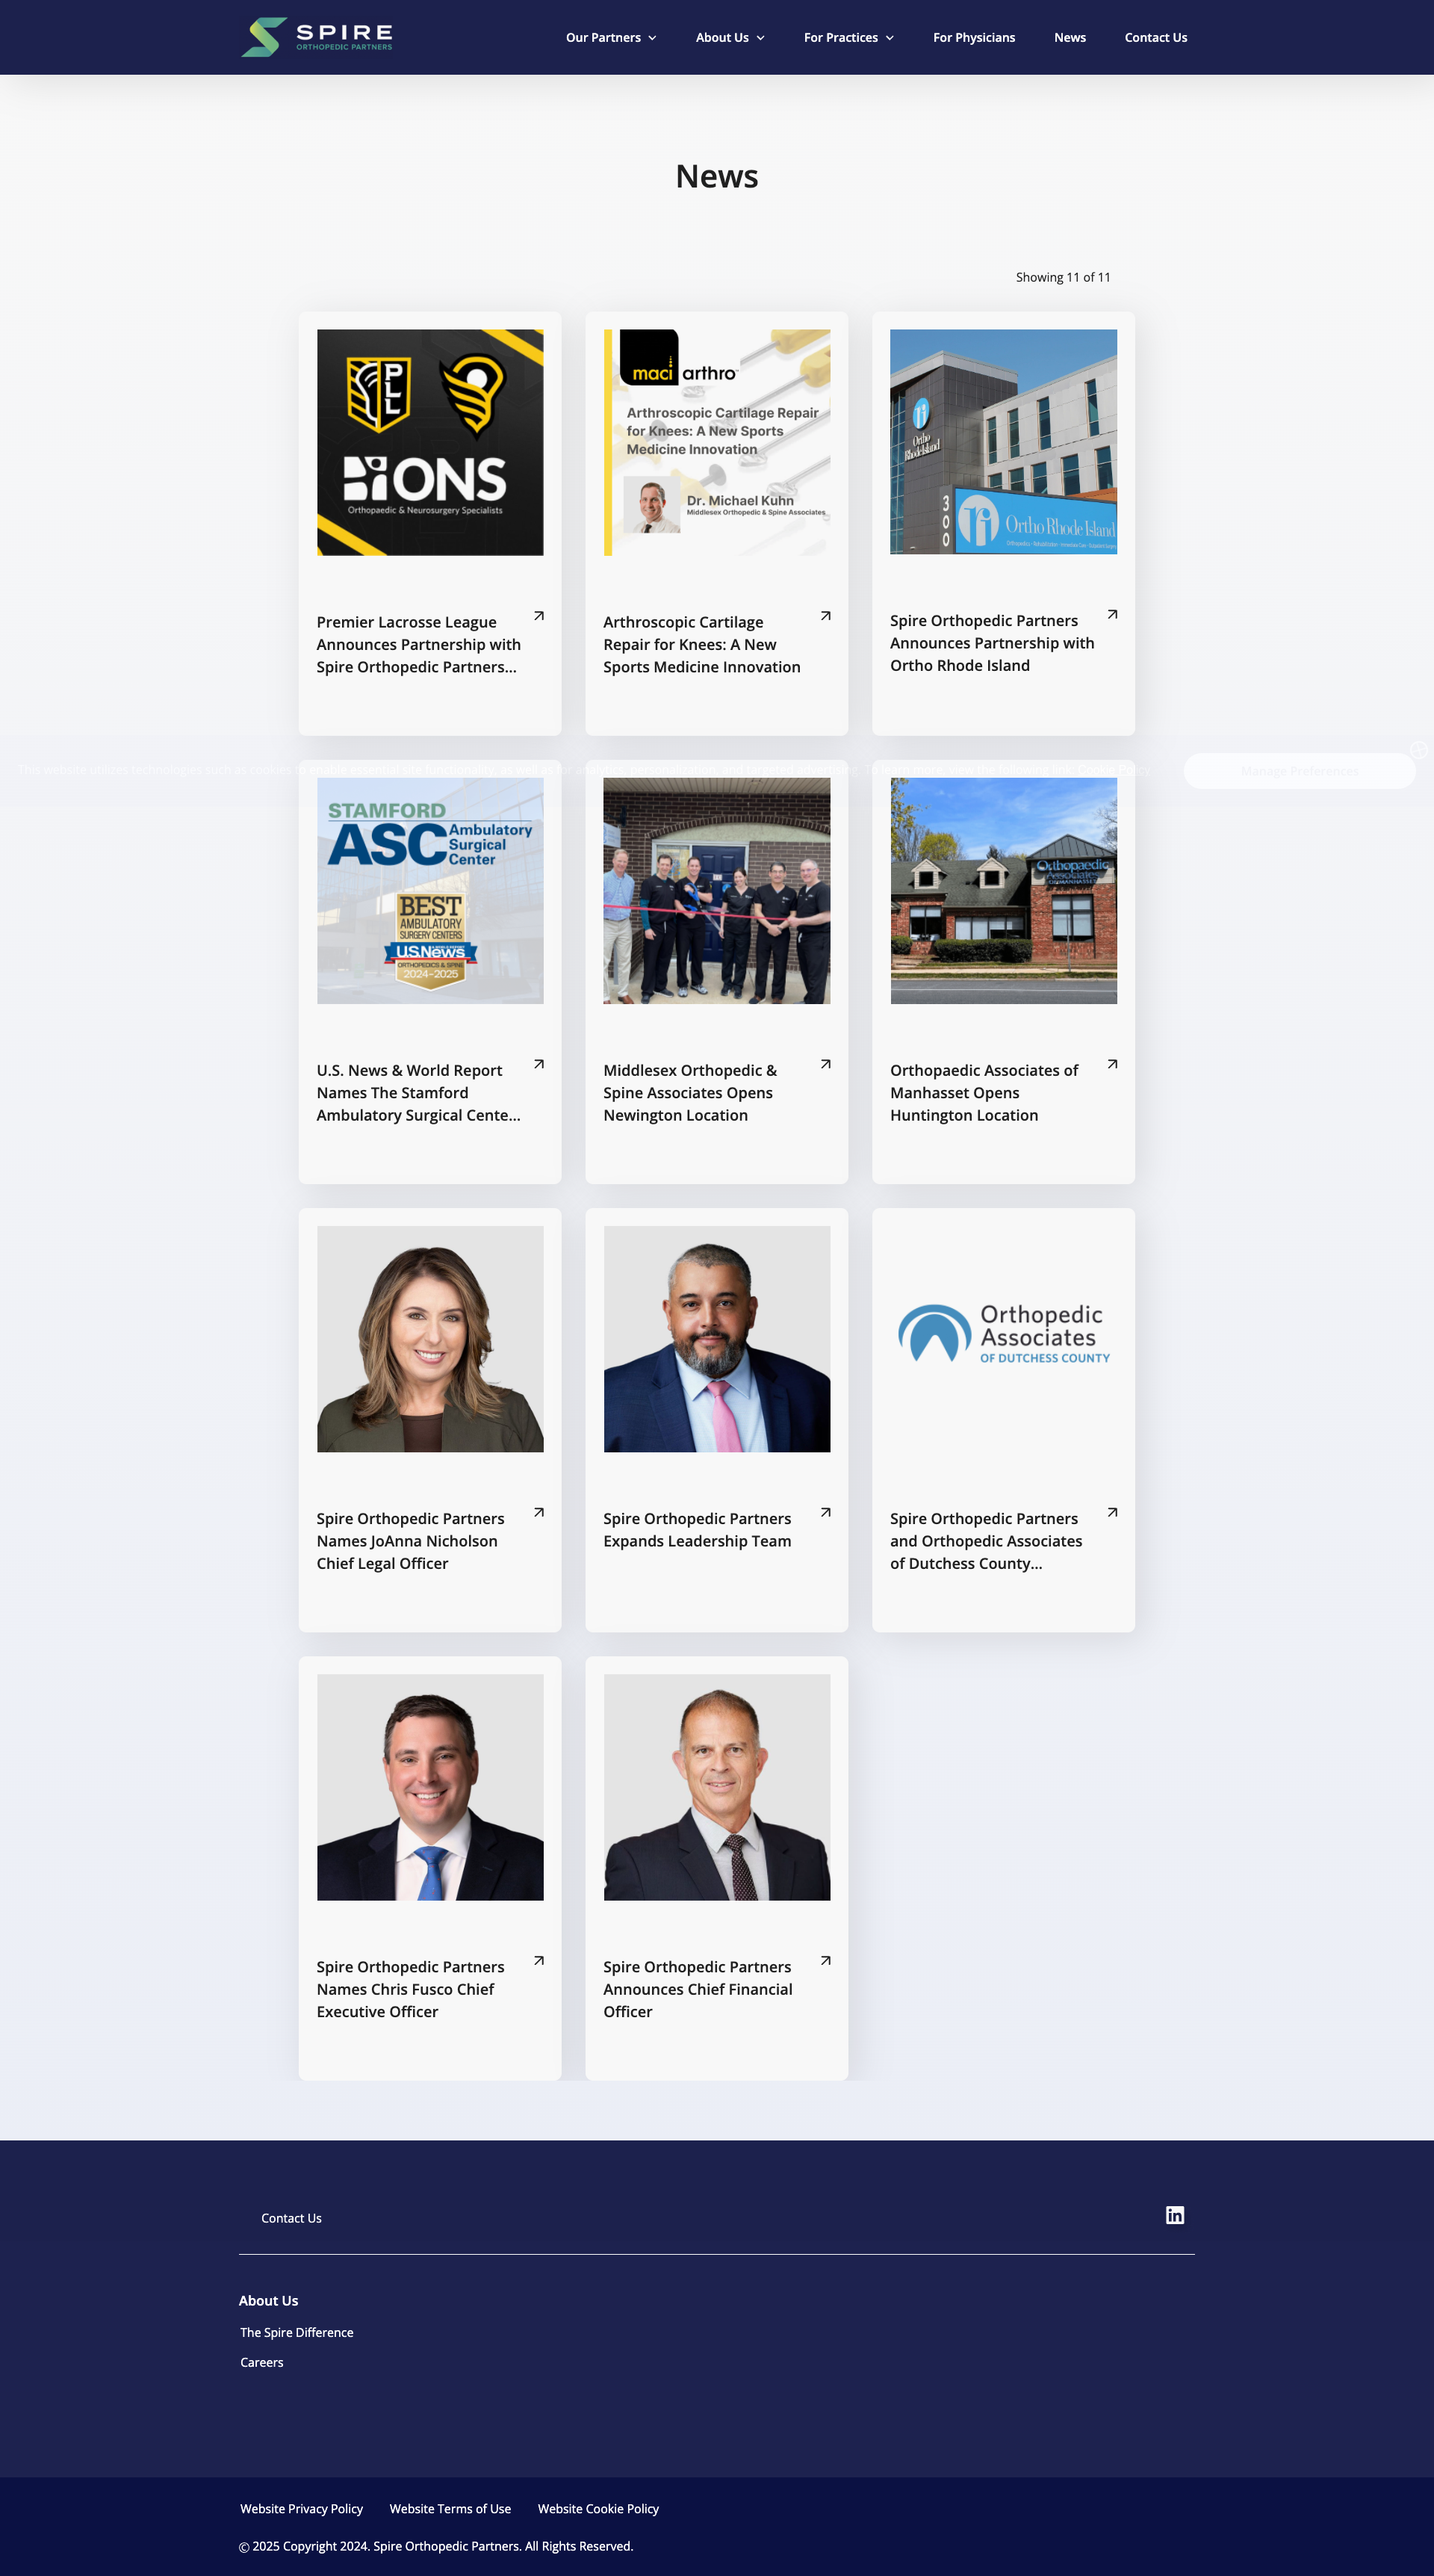 SPIRE
ORTHOPEDIC PARTNERS
Our Partners
About Us
For Practices
For Physicians
News
Contact Us
News
Showing 11 of 11
PLL
ONS
Orthopaedic & Neurosurgery Specialists
Premier Lacrosse League
Announces Partnership with
Spire Orthopedic Partners...
maci arthro
Arthroscopic Cartilage Repair
for Knees: A New Sports
Medicine Innovation
Dr. Michael Kuhn
Middlesex Orthopedic & Spine Associates
Arthroscopic Cartilage
Repair for Knees: A New
Sports Medicine Innovation
ri
Ortho
RhodeIsland
300
ri Ortho Rhode Island
Spire Orthopedic Partners
Announces Partnership with
Ortho Rhode Island
This website utilizes technologies such as cookies to enable essential site functionality, as well as for analytics, personalization, and targeted advertising. To learn more, view the following link: Cookie Policy
Manage Preferences
STAMFORD
ASC Ambulatory
Surgical
Center
BEST
AMBULATORY
SURGERY CENTERS
U.S.News
ORTHOPEDICS & SPINE
2024-2025
U.S. News & World Report
Names The Stamford
Ambulatory Surgical Cente...
Middlesex Orthopedic &
Spine Associates Opens
Newington Location
Orthopaedic
Associates
OF MANHASSET
Orthopaedic Associates of
Manhasset Opens
Huntington Location
Spire Orthopedic Partners
Names JoAnna Nicholson
Chief Legal Officer
Spire Orthopedic Partners
Expands Leadership Team
Orthopedic
Associates
OF DUTCHESS COUNTY
Spire Orthopedic Partners
and Orthopedic Associates
of Dutchess County...
Spire Orthopedic Partners
Names Chris Fusco Chief
Executive Officer
Spire Orthopedic Partners
Announces Chief Financial
Officer
Contact Us
in
About Us
The Spire Difference
Careers
Website Privacy Policy
Website Terms of Use
Website Cookie Policy
© 2025 Copyright 2024. Spire Orthopedic Partners. All Rights Reserved.